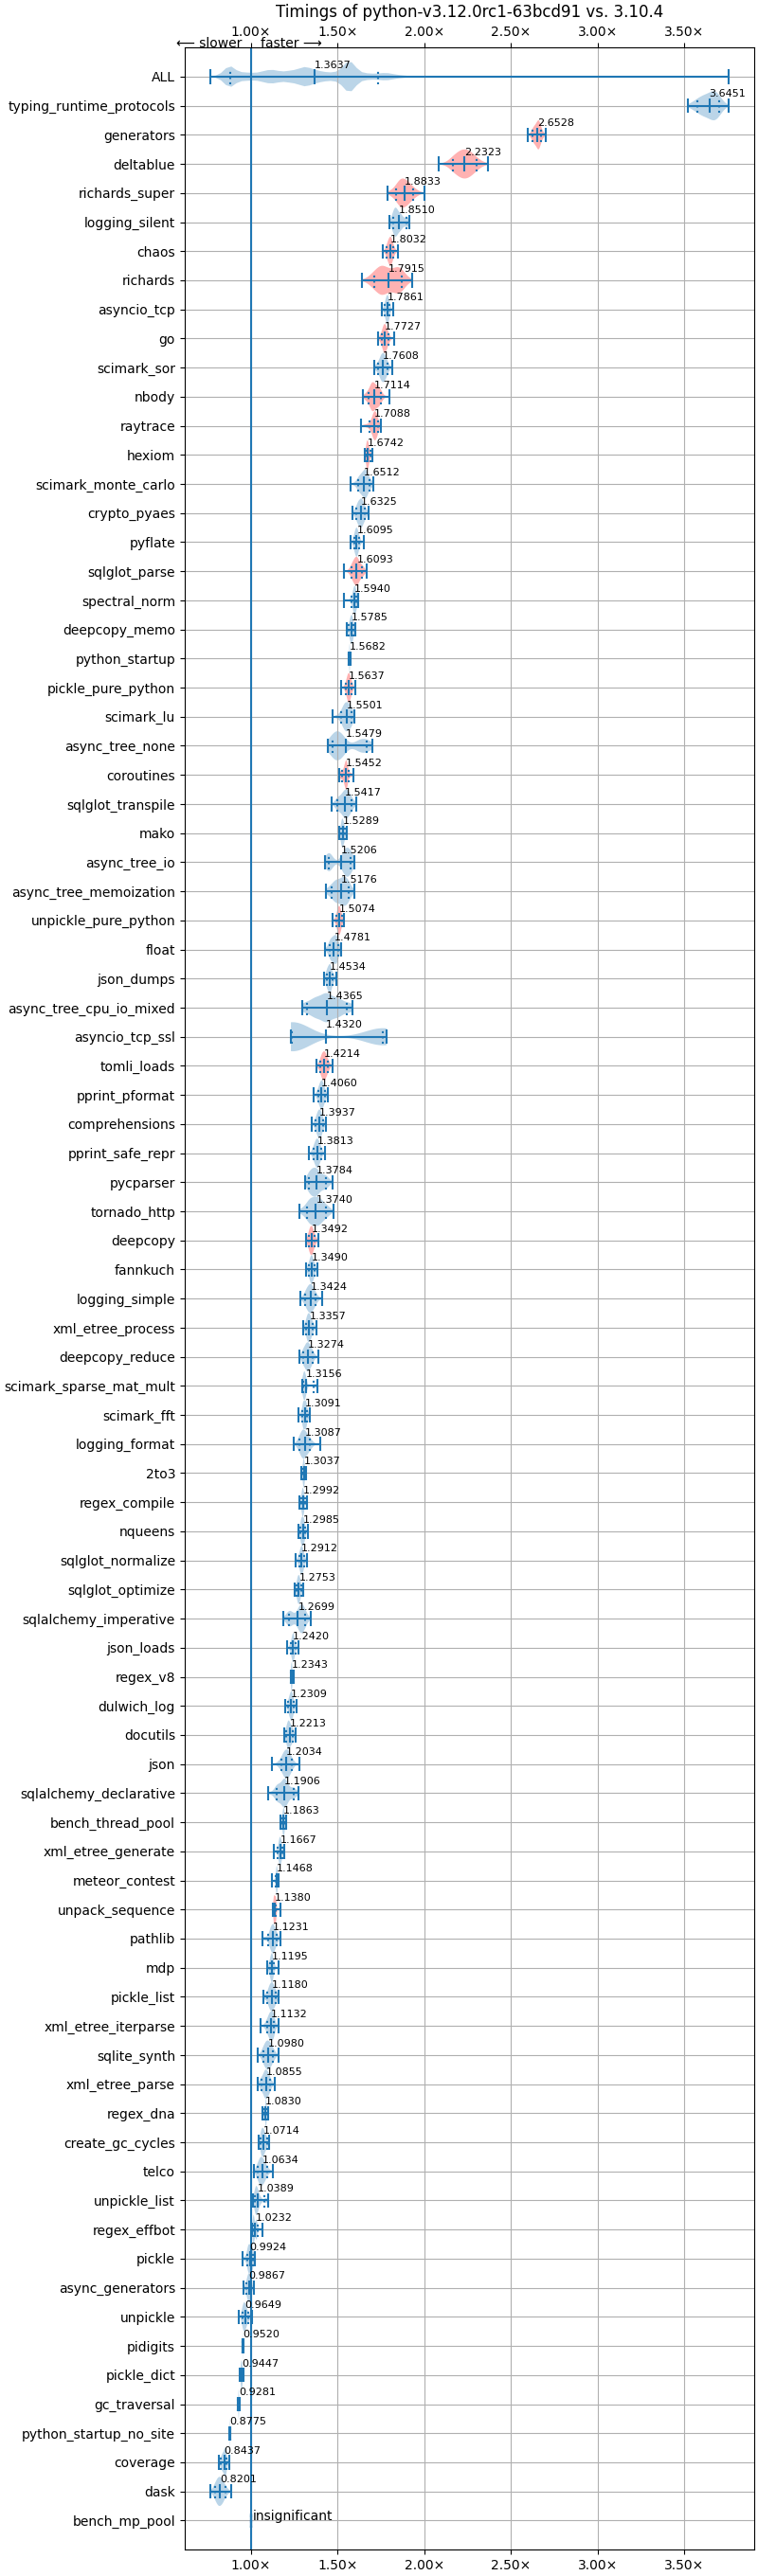 Timings of python-v3.12.0rc1-63bcd91 vs. 3.10.4
1.00× 1.50× 2.00× 2.50× 3.00× 3.50×
⟵ slower faster ⟶
ALL 1.3637
typing_runtime_protocols 3.6451
generators 2.6528
deltablue 2.2323
richards_super 1.8833
logging_silent 1.8510
chaos 1.8032
richards 1.7915
asyncio_tcp 1.7861
go 1.7727
scimark_sor 1.7608
nbody 1.7114
raytrace 1.7088
hexiom 1.6742
scimark_monte_carlo 1.6512
crypto_pyaes 1.6325
pyflate 1.6095
sqlglot_parse 1.6093
spectral_norm 1.5940
deepcopy_memo 1.5785
python_startup 1.5682
pickle_pure_python 1.5637
scimark_lu 1.5501
async_tree_none 1.5479
coroutines 1.5452
sqlglot_transpile 1.5417
mako 1.5289
async_tree_io 1.5206
async_tree_memoization 1.5176
unpickle_pure_python 1.5074
float 1.4781
json_dumps 1.4534
async_tree_cpu_io_mixed 1.4365
asyncio_tcp_ssl 1.4320
tomli_loads 1.4214
pprint_pformat 1.4060
comprehensions 1.3937
pprint_safe_repr 1.3813
pycparser 1.3784
tornado_http 1.3740
deepcopy 1.3492
fannkuch 1.3490
logging_simple 1.3424
xml_etree_process 1.3357
deepcopy_reduce 1.3274
scimark_sparse_mat_mult 1.3156
scimark_fft 1.3091
logging_format 1.3087
2to3 1.3037
regex_compile 1.2992
nqueens 1.2985
sqlglot_normalize 1.2912
sqlglot_optimize 1.2753
sqlalchemy_imperative 1.2699
json_loads 1.2420
regex_v8 1.2343
dulwich_log 1.2309
docutils 1.2213
json 1.2034
sqlalchemy_declarative 1.1906
bench_thread_pool 1.1863
xml_etree_generate 1.1667
meteor_contest 1.1468
unpack_sequence 1.1380
pathlib 1.1231
mdp 1.1195
pickle_list 1.1180
xml_etree_iterparse 1.1132
sqlite_synth 1.0980
xml_etree_parse 1.0855
regex_dna 1.0830
create_gc_cycles 1.0714
telco 1.0634
unpickle_list 1.0389
regex_effbot 1.0232
pickle 0.9924
async_generators 0.9867
unpickle 0.9649
pidigits 0.9520
pickle_dict 0.9447
gc_traversal 0.9281
python_startup_no_site 0.8775
coverage 0.8437
dask 0.8201
bench_mp_pool insignificant
1.00× 1.50× 2.00× 2.50× 3.00× 3.50×